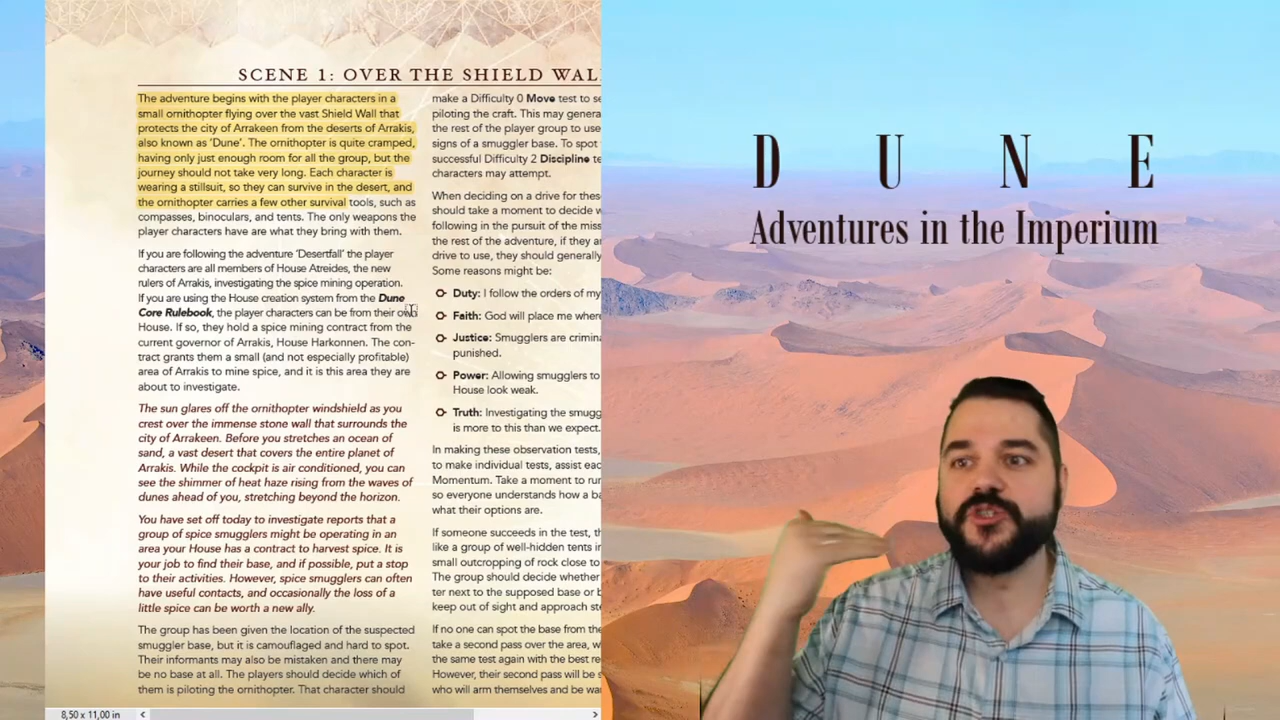 SCENE 1: OVER THE SHIELD WAL
The adventure begins with the player characters in a
small ornithopter flying over the vast Shield Wall that
protects the city of Arrakeen from the deserts of Arrakis,
also known as ‘Dune’. The ornithopter is quite cramped,
having only just enough room for all the group, but the
journey should not take very long. Each character is
wearing a stillsuit, so they can survive in the desert, and
the ornithopter carries a few other survival tools, such as
compasses, binoculars, and tents. The only weapons the
player characters have are what they bring with them.
If you are following the adventure ‘Desertfall’ the player
characters are all members of House Atreides, the new
rulers of Arrakis, investigating the spice mining operation.
If you are using the House creation system from the Dune
Core Rulebook, the player characters can be from their own
House. If so, they hold a spice mining contract from the
current governor of Arrakis, House Harkonnen. The con-
tract grants them a small (and not especially profitable)
area of Arrakis to mine spice, and it is this area they are
about to investigate.
The sun glares off the ornithopter windshield as you
crest over the immense stone wall that surrounds the
city of Arrakeen. Before you stretches an ocean of
sand, a vast desert that covers the entire planet of
Arrakis. While the cockpit is air conditioned, you can
see the shimmer of heat haze rising from the waves of
dunes ahead of you, stretching beyond the horizon.
You have set off today to investigate reports that a
group of spice smugglers might be operating in an
area your House has a contract to harvest spice. It is
your job to find their base, and if possible, put a stop
to their activities. However, spice smugglers can often
have useful contacts, and occasionally the loss of a
little spice can be worth a new ally.
The group has been given the location of the suspected
smuggler base, but it is camouflaged and hard to spot.
Their informants may also be mistaken and there may
be no base at all. The players should decide which of
them is piloting the ornithopter. That character should
make a Difficulty 0 Move test to se
piloting the craft. This may genera
the rest of the player group to use
signs of a smuggler base. To spot
successful Difficulty 2 Discipline te
characters may attempt.
When deciding on a drive for thes
should take a moment to decide w
following in the pursuit of the miss
the rest of the adventure, if they a
drive to use, they should generally
Some reasons might be:
Duty: I follow the orders of my
Faith: God will place me where
Justice: Smugglers are crimina
punished.
Power: Allowing smugglers to
House look weak.
Truth: Investigating the smugg
is more to this than we expect.
In making these observation tests,
to make individual tests, assist eac
Momentum. Take a moment to run
so everyone understands how a ba
what their options are.
If someone succeeds in the test, th
like a group of well-hidden tents in
small outcropping of rock close to
The group should decide whether
ter next to the supposed base or b
keep out of sight and approach ste
If no one can spot the base from the
take a second pass over the area, w
the same test again with the best re
However, their second pass will be s
who will arm themselves and be wa
8,50 x 11,00 in
DUNE
Adventures in the Imperium